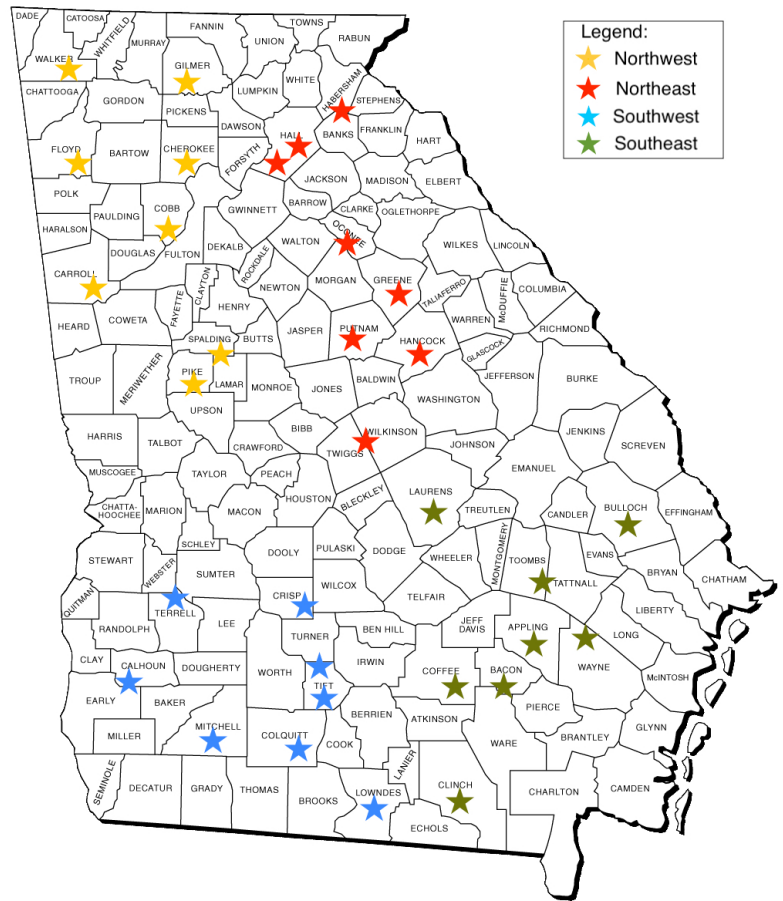 DADE
CATOOSA
WHITFIELD
MURRAY
FANNIN
UNION
TOWNS
RABUN
Legend:
Northwest
Northeast
Southwest
Southeast
WALKER
GILMER
WHITE
LUMPKIN
HABERSHAM
STEPHENS
CHATTOOGA
GORDON
PICKENS
DAWSON
HALL
BANKS
FRANKLIN
HART
FLOYD
BARTOW
CHEROKEE
FORSYTH
JACKSON
MADISON
ELBERT
POLK
PAULDING
COBB
GWINNETT
BARROW
CLARKE
OGLETHORPE
HARALSON
DOUGLAS
FULTON
DEKALB
ROCKDALE
WALTON
OCONEE
WILKES
LINCOLN
CARROLL
CLAYTON
FAYETTE
HENRY
NEWTON
MORGAN
GREENE
TALIAFERRO
McDUFFIE
COLUMBIA
HEARD
COWETA
SPALDING
BUTTS
JASPER
PUTNAM
HANCOCK
WARREN
GLASCOCK
RICHMOND
TROUP
MERIWETHER
PIKE
LAMAR
MONROE
JONES
BALDWIN
WASHINGTON
JEFFERSON
BURKE
UPSON
HARRIS
TALBOT
CRAWFORD
BIBB
TWIGGS
WILKINSON
JOHNSON
JENKINS
SCREVEN
MUSCOGEE
TAYLOR
PEACH
HOUSTON
BLECKLEY
LAURENS
EMANUEL
CHATTA-
HOOCHEE
MARION
MACON
TREUTLEN
CANDLER
BULLOCH
EFFINGHAM
STEWART
WEBSTER
SCHLEY
SUMTER
DOOLY
PULASKI
DODGE
WHEELER
MONTGOMERY
TOOMBS
TATTNALL
EVANS
BRYAN
CHATHAM
QUITMAN
RANDOLPH
TERRELL
LEE
CRISP
WILCOX
TELFAIR
JEFF
DAVIS
APPLING
LONG
LIBERTY
CLAY
CALHOUN
DOUGHERTY
WORTH
TURNER
BEN HILL
IRWIN
TIFT
COFFEE
BACON
WAYNE
McINTOSH
EARLY
BAKER
MILLER
MITCHELL
COLQUITT
COOK
BERRIEN
ATKINSON
WARE
PIERCE
BRANTLEY
GLYNN
SEMINOLE
DECATUR
GRADY
THOMAS
BROOKS
LOWNDES
LANIER
CLINCH
ECHOLS
CHARLTON
CAMDEN